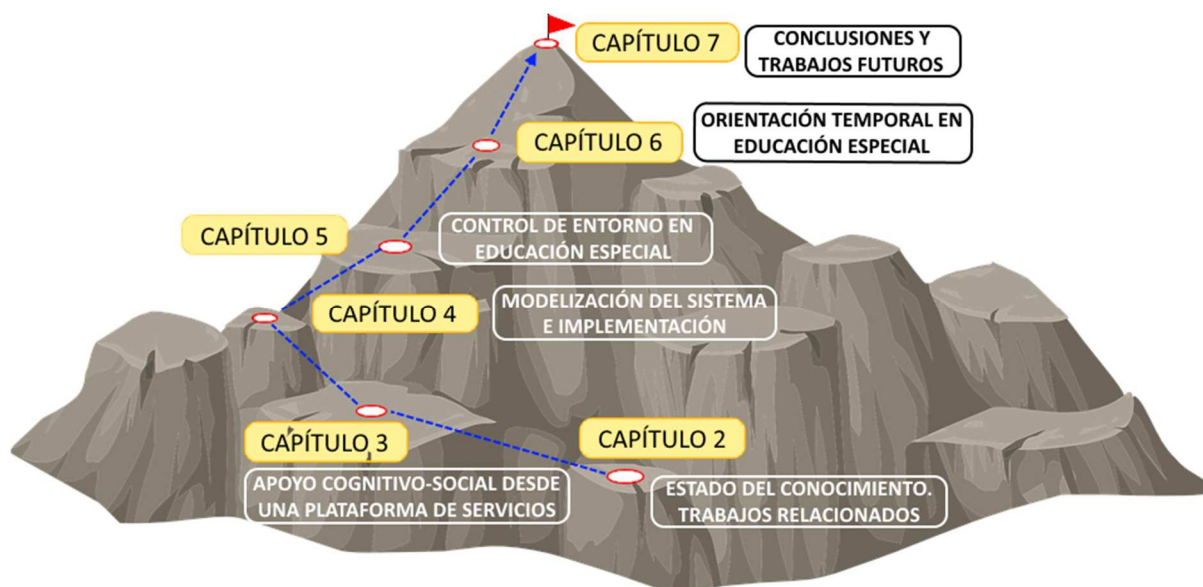 CAPÍTULO 7
CONCLUSIONES Y
TRABAJOS FUTUROS
CAPÍTULO 6
ORIENTACIÓN TEMPORAL EN
EDUCACIÓN ESPECIAL
CAPÍTULO 5
CONTROL DE ENTORNO EN
EDUCACIÓN ESPECIAL
CAPÍTULO 4
MODELIZACIÓN DEL SISTEMA
E IMPLEMENTACIÓN
CAPÍTULO 3
APOYO COGNITIVO-SOCIAL DESDE
UNA PLATAFORMA DE SERVICIOS
CAPÍTULO 2
ESTADO DEL CONOCIMIENTO.
TRABAJOS RELACIONADOS